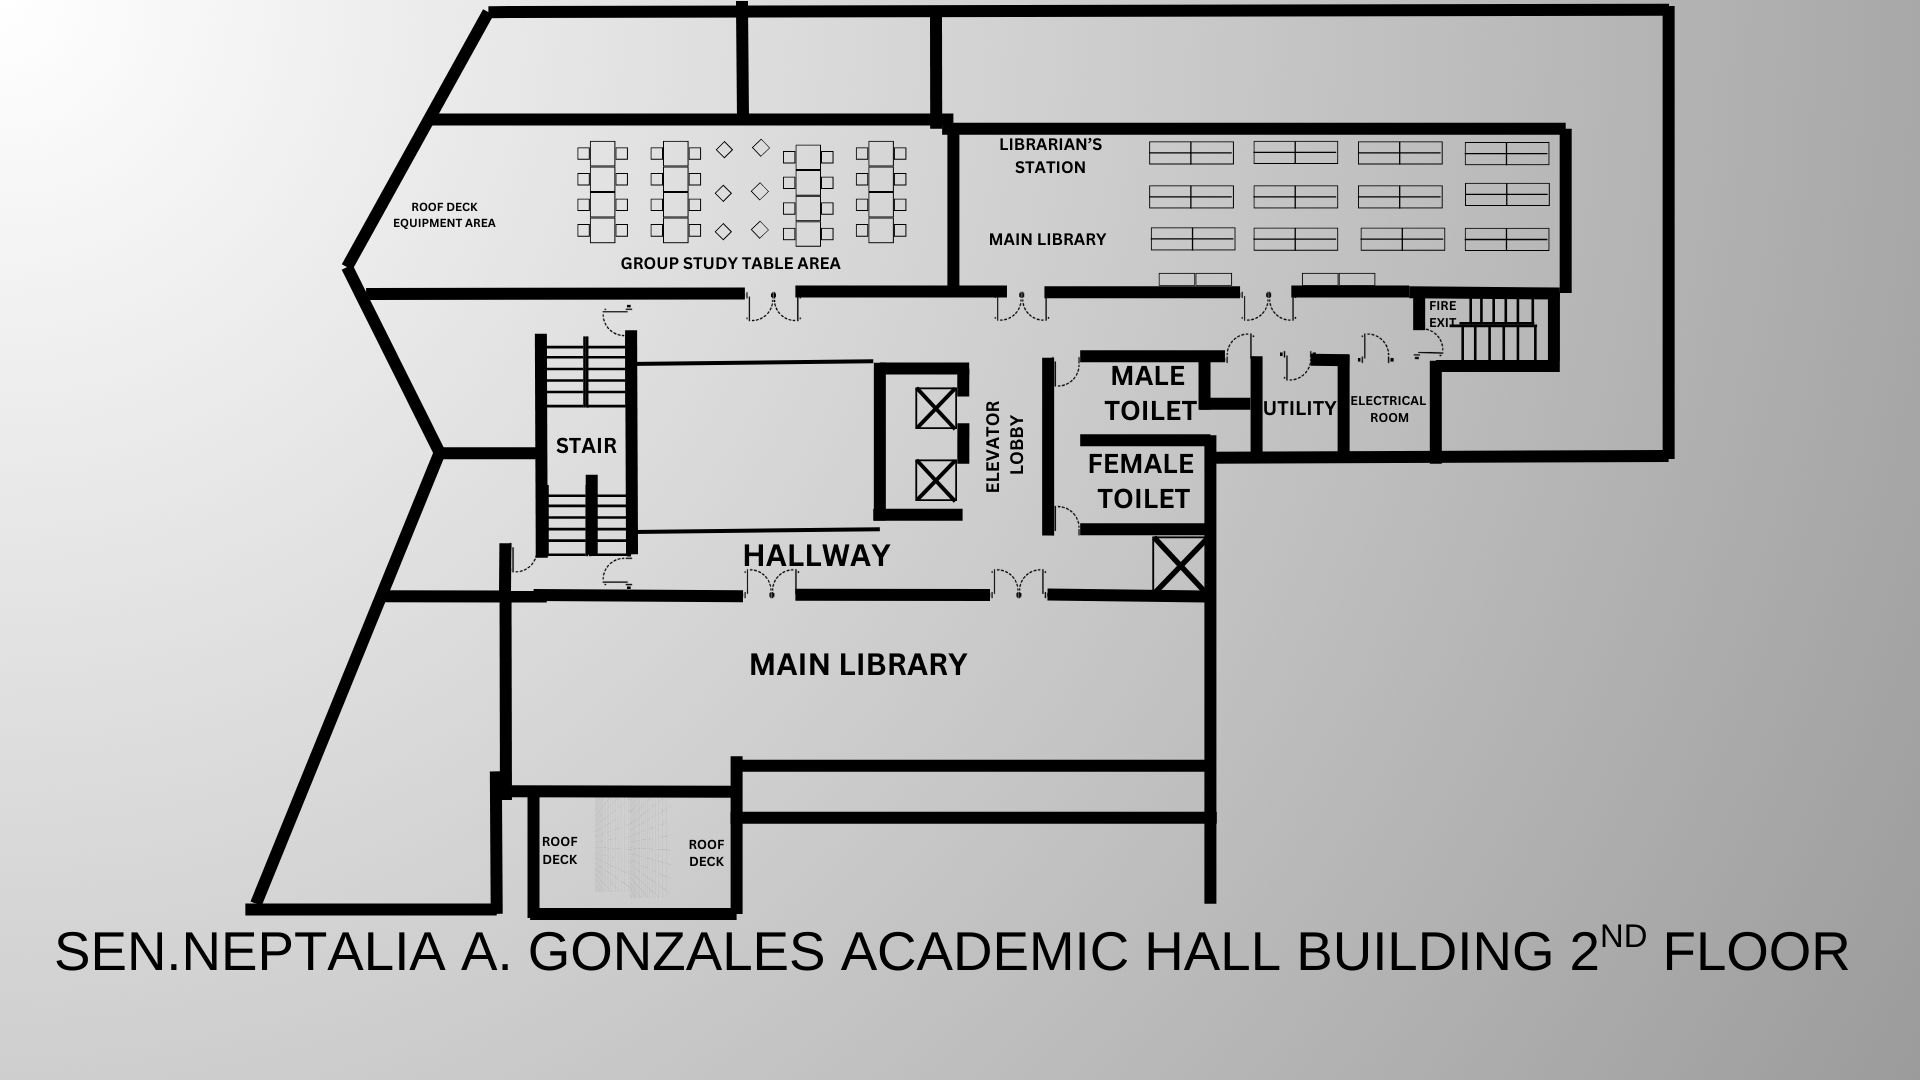 LIBRARIAN'S
STATION
ROOF DECK
EQUIPMENT AREA
MAIN LIBRARY
GROUP STUDY TABLE AREA
FIRE
EXIT
MALE
TOILET
UTILITY
ELECTRICAL
ROOM
STAIR
ELEVATOR
LOBBY
FEMALE
TOILET
HALLWAY
MAIN LIBRARY
ROOF
DECK
ROOF
DECK
SEN.NEPTALIA A. GONZALES ACADEMIC HALL BUILDING 2ND FLOOR